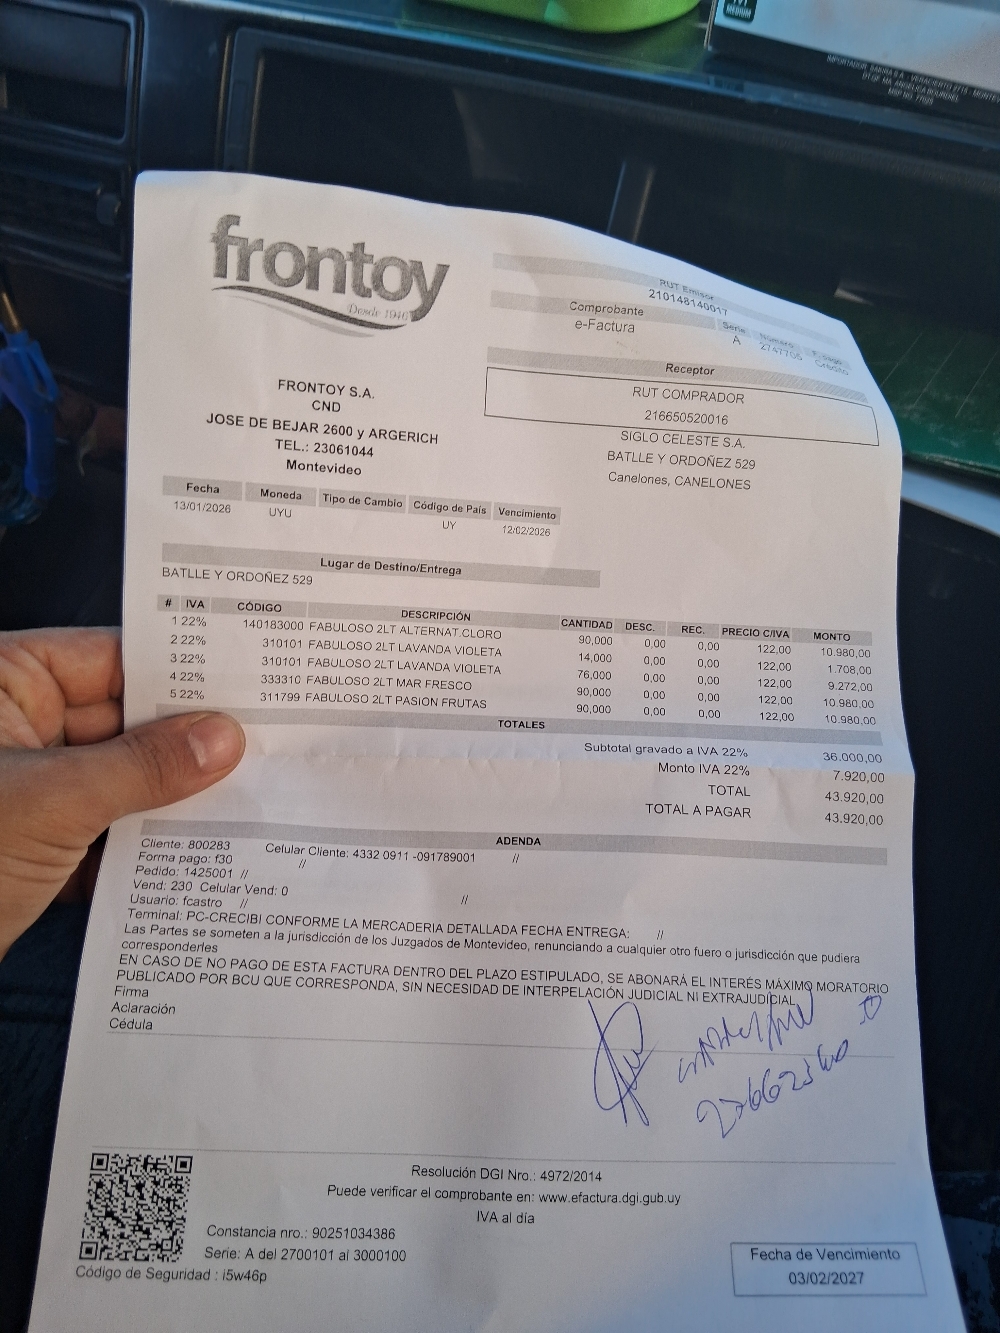 MEDIUM
frontoy
Desde 1940
RUT Emisor
210148140017
Comprobante Serie Número F. pago
e-Factura A 2747705 Crédito
Receptor
RUT COMPRADOR
216650520016
SIGLO CELESTE S.A.
BATLLE Y ORDOÑEZ 529
Canelones, CANELONES
FRONTOY S.A.
CND
JOSE DE BEJAR 2600 y ARGERICH
TEL.: 23061044
Montevideo
Fecha Moneda Tipo de Cambio Código de País Vencimiento
13/01/2026 UYU UY 12/02/2026
Lugar de Destino/Entrega
BATLLE Y ORDOÑEZ 529
# IVA CÓDIGO DESCRIPCIÓN CANTIDAD DESC. REC. PRECIO C/IVA MONTO
1 22% 140183000 FABULOSO 2LT ALTERNAT.CLORO 90,000 0,00 0,00 122,00 10.980,00
2 22% 310101 FABULOSO 2LT LAVANDA VIOLETA 14,000 0,00 0,00 122,00 1.708,00
3 22% 310101 FABULOSO 2LT LAVANDA VIOLETA 76,000 0,00 0,00 122,00 9.272,00
4 22% 333310 FABULOSO 2LT MAR FRESCO 90,000 0,00 0,00 122,00 10.980,00
5 22% 311799 FABULOSO 2LT PASION FRUTAS 90,000 0,00 0,00 122,00 10.980,00
TOTALES
Subtotal gravado a IVA 22% 36.000,00
Monto IVA 22% 7.920,00
TOTAL 43.920,00
TOTAL A PAGAR 43.920,00
ADENDA
Cliente: 800283 Celular Cliente: 4332 0911 -091789001 //
Forma pago: f30 //
Pedido: 1425001 //
Vend: 230 Celular Vend: 0
Usuario: fcastro // //
Terminal: PC-CRECIBI CONFORME LA MERCADERIA DETALLADA FECHA ENTREGA: //
Las Partes se someten a la jurisdicción de los Juzgados de Montevideo, renunciando a cualquier otro fuero o jurisdicción que pudiera
corresponderles
EN CASO DE NO PAGO DE ESTA FACTURA DENTRO DEL PLAZO ESTIPULADO, SE ABONARÁ EL INTERÉS MÁXIMO MORATORIO
PUBLICADO POR BCU QUE CORRESPONDA, SIN NECESIDAD DE INTERPELACIÓN JUDICIAL NI EXTRAJUDICIAL
Firma
Aclaración
Cédula
Resolución DGI Nro.: 4972/2014
Puede verificar el comprobante en: www.efactura.dgi.gub.uy
IVA al día
Constancia nro.: 90251034386
Serie: A del 2700101 al 3000100
Código de Seguridad : i5w46p
Fecha de Vencimiento
03/02/2027